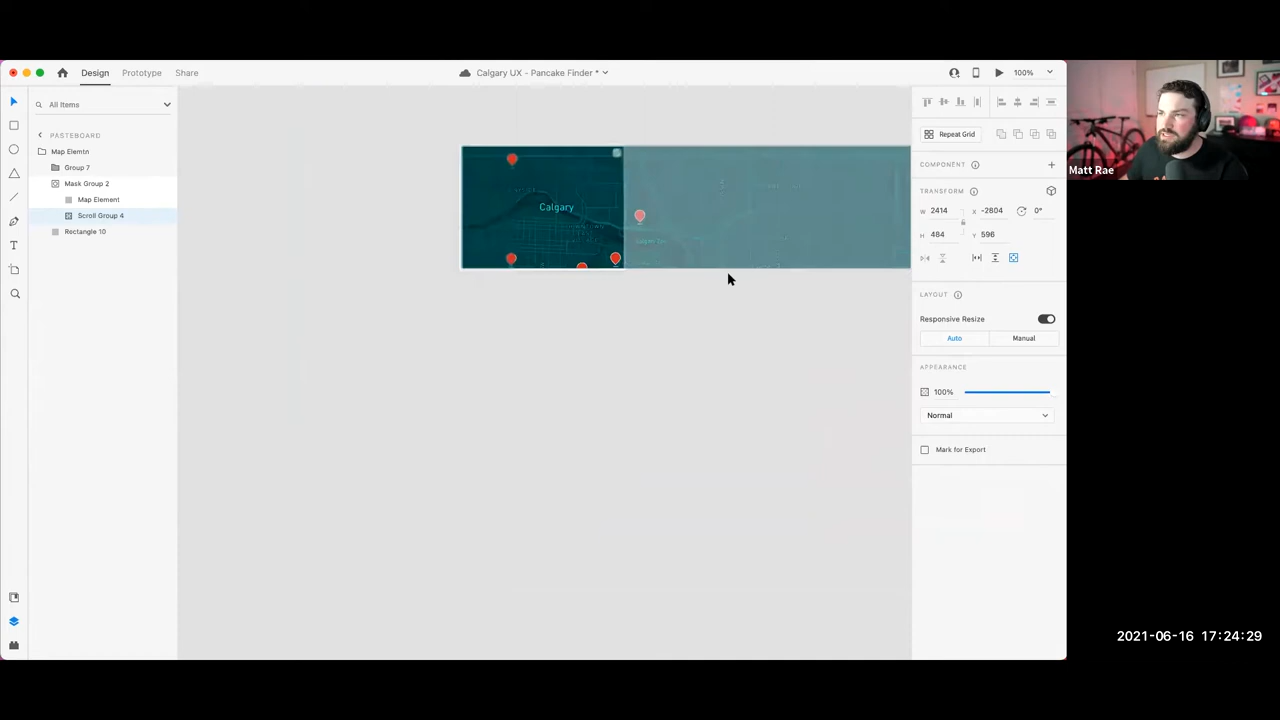 Design
Prototype
Share
Calgary UX - Pancake Finder *
100%
All Items
PASTEBOARD
Map Elemtn
Group 7
Mask Group 2
Map Element
Scroll Group 4
Rectangle 10
Calgary
Repeat Grid
COMPONENT
TRANSFORM
W 2414 X -2804 0°
H 484 Y 596
LAYOUT
Responsive Resize
Auto Manual
APPEARANCE
100%
Normal
Mark for Export
Matt Rae
2021-06-16 17:24:29